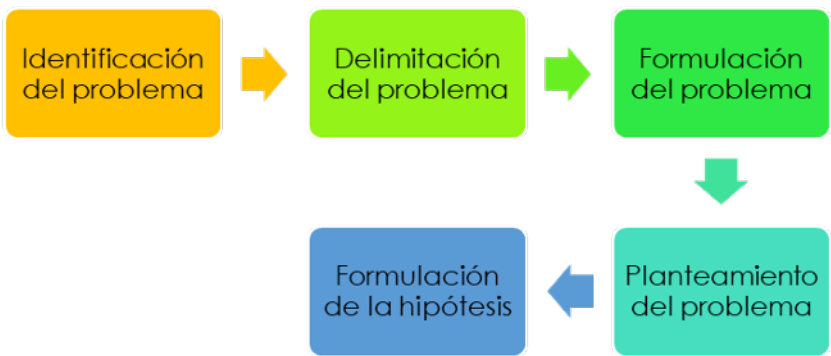 Identificación
del problema
Delimitación
del problema
Formulación
del problema
Planteamiento
del problema
Formulación
de la hipótesis